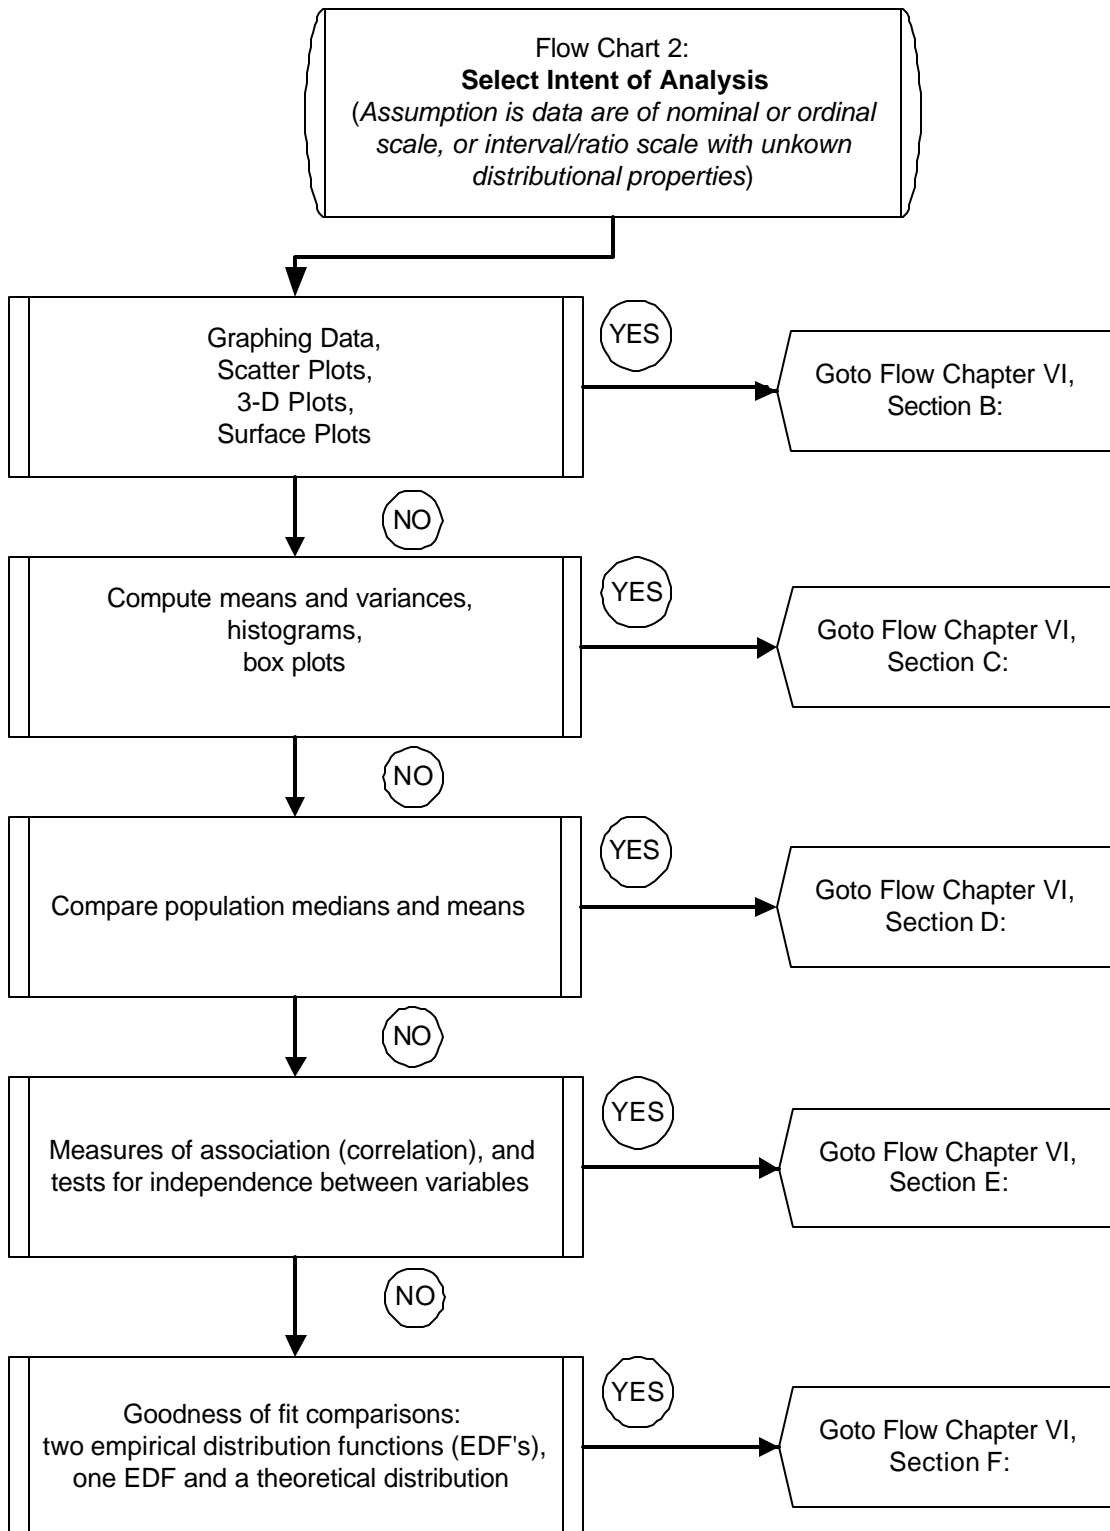 Flow Chart 2:
Select Intent of Analysis
(Assumption is data are of nominal or ordinal
scale, or interval/ratio scale with unkown
distributional properties)
Graphing Data,
Scatter Plots,
3-D Plots,
Surface Plots
YES
Goto Flow Chapter VI,
Section B:
NO
Compute means and variances,
histograms,
box plots
YES
Goto Flow Chapter VI,
Section C:
NO
Compare population medians and means
YES
Goto Flow Chapter VI,
Section D:
NO
Measures of association (correlation), and
tests for independence between variables
YES
Goto Flow Chapter VI,
Section E:
NO
Goodness of fit comparisons:
two empirical distribution functions (EDF's),
one EDF and a theoretical distribution
YES
Goto Flow Chapter VI,
Section F: